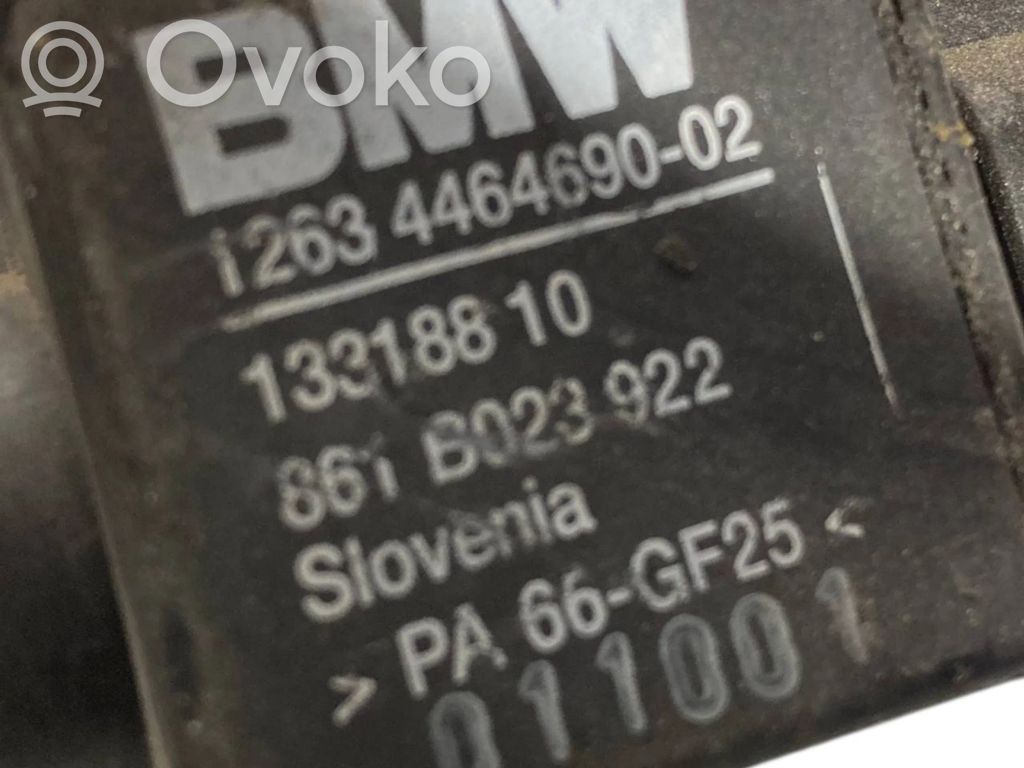 Ovoko
BMW
1263 4464690-02
133188 10
861 B023 922
Slovenia
> PA 66-GF25 <
011001